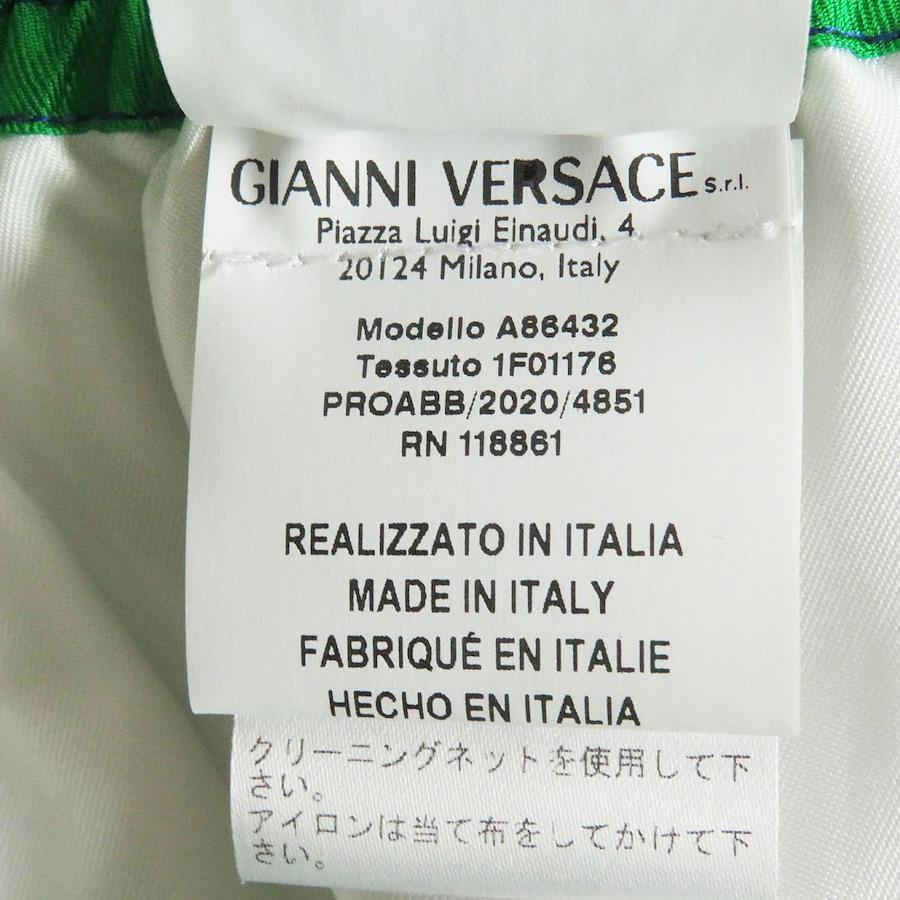 GIANNI VERSACE s.r.l.
Piazza Luigi Einaudi, 4
20124 Milano, Italy
Modello A86432
Tessuto 1F01176
PROABB/2020/4851
RN 118861
REALIZZATO IN ITALIA
MADE IN ITALY
FABRIQUÉ EN ITALIE
HECHO EN ITALIA
クリーニングネットを使用して下
さい。
アイロンは当て布をしてかけて下
さい。